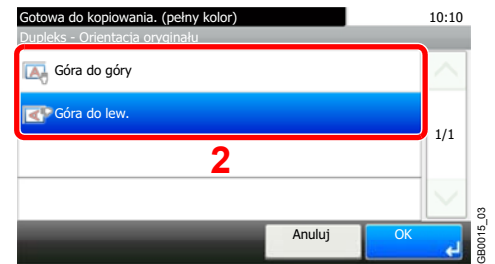 Gotowa do kopiowania. (pełny kolor) 10:10
Dupleks - Orientacja oryginału
Góra do góry
Góra do lew.
1/1
2
Anuluj OK
GB0015_03